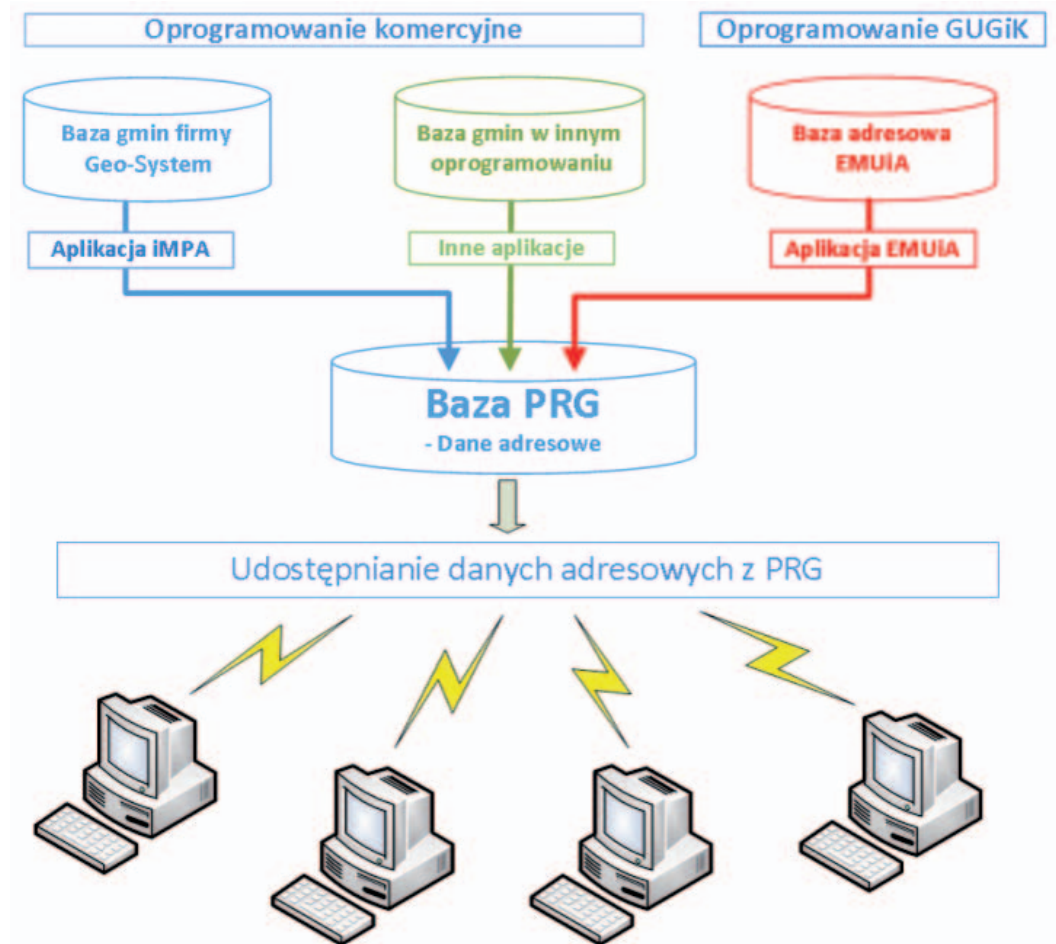 Oprogramowanie komercyjne
Oprogramowanie GUGiK
Baza gmin firmy
Geo-System
Baza gmin w innym
oprogramowaniu
Baza adresowa
EMUiA
Aplikacja iMPA
Inne aplikacje
Aplikacja EMUiA
Baza PRG
- Dane adresowe
Udostępnianie danych adresowych z PRG